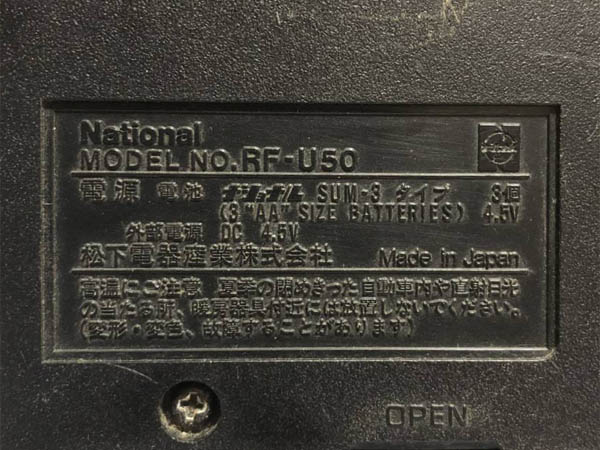 National
MODEL NO. RF-U50
電源 電池 ナショナル SUM-3 タイプ 3個
(3 "AA" SIZE BATTERIES) 4.5V
外部電源 DC 4.5V
松下電器産業株式会社 Made in Japan
高温にご注意 夏季の閉めきった自動車内や直射日光
の当たる所、暖房器具付近には放置しないでください。
(変形・変色、故障することがあります)
OPEN